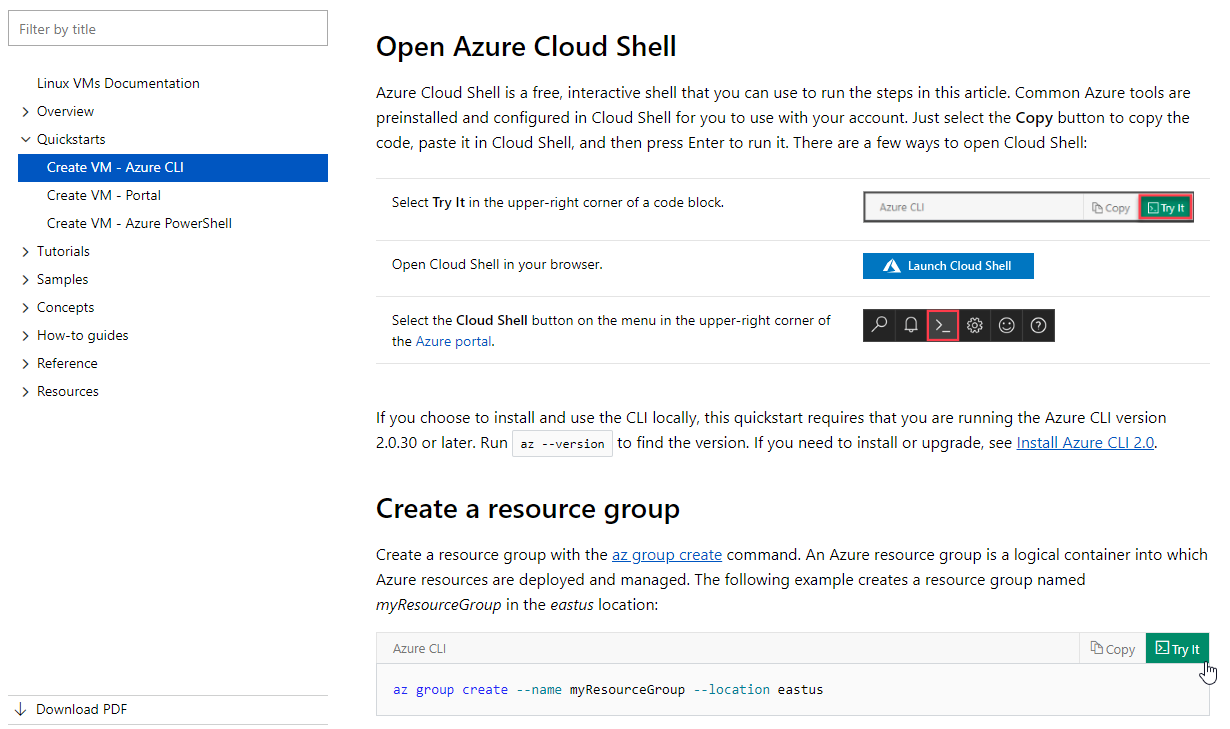 Filter by title
Linux VMs Documentation
Overview
Quickstarts
Create VM - Azure CLI
Create VM - Portal
Create VM - Azure PowerShell
Tutorials
Samples
Concepts
How-to guides
Reference
Resources
Download PDF
Open Azure Cloud Shell
Azure Cloud Shell is a free, interactive shell that you can use to run the steps in this article. Common Azure tools are
preinstalled and configured in Cloud Shell for you to use with your account. Just select the Copy button to copy the
code, paste it in Cloud Shell, and then press Enter to run it. There are a few ways to open Cloud Shell:
Select Try It in the upper-right corner of a code block.
Azure CLI Copy Try It
Open Cloud Shell in your browser.
Launch Cloud Shell
Select the Cloud Shell button on the menu in the upper-right corner of
the Azure portal.
If you choose to install and use the CLI locally, this quickstart requires that you are running the Azure CLI version
2.0.30 or later. Run az --version to find the version. If you need to install or upgrade, see Install Azure CLI 2.0.
Create a resource group
Create a resource group with the az group create command. An Azure resource group is a logical container into which
Azure resources are deployed and managed. The following example creates a resource group named
myResourceGroup in the eastus location:
Azure CLI Copy Try It
az group create --name myResourceGroup --location eastus